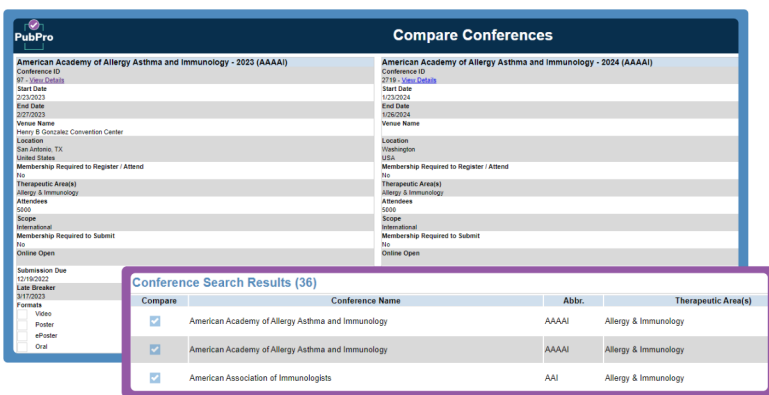 PubPro
Compare Conferences
American Academy of Allergy Asthma and Immunology - 2023 (AAAAI)
Conference ID
97 - View Details
Start Date
2/23/2023
End Date
2/27/2023
Venue Name
Henry B Gonzalez Convention Center
Location
San Antonio, TX
United States
Membership Required to Register / Attend
No
Therapeutic Area(s)
Allergy & Immunology
Attendees
5000
Scope
International
Membership Required to Submit
No
Online Open
Submission Due
12/19/2022
Late Breaker
3/17/2023
Formats
Video
Poster
ePoster
Oral
American Academy of Allergy Asthma and Immunology - 2024 (AAAAI)
Conference ID
2719 - View Details
Start Date
1/23/2024
End Date
1/26/2024
Venue Name
Location
Washington
USA
Membership Required to Register / Attend
No
Therapeutic Area(s)
Allergy & Immunology
Attendees
5000
Scope
International
Membership Required to Submit
No
Online Open
Conference Search Results (36)
Compare Conference Name Abbr. Therapeutic Area(s)
American Academy of Allergy Asthma and Immunology AAAAI Allergy & Immunology
American Academy of Allergy Asthma and Immunology AAAAI Allergy & Immunology
American Association of Immunologists AAI Allergy & Immunology